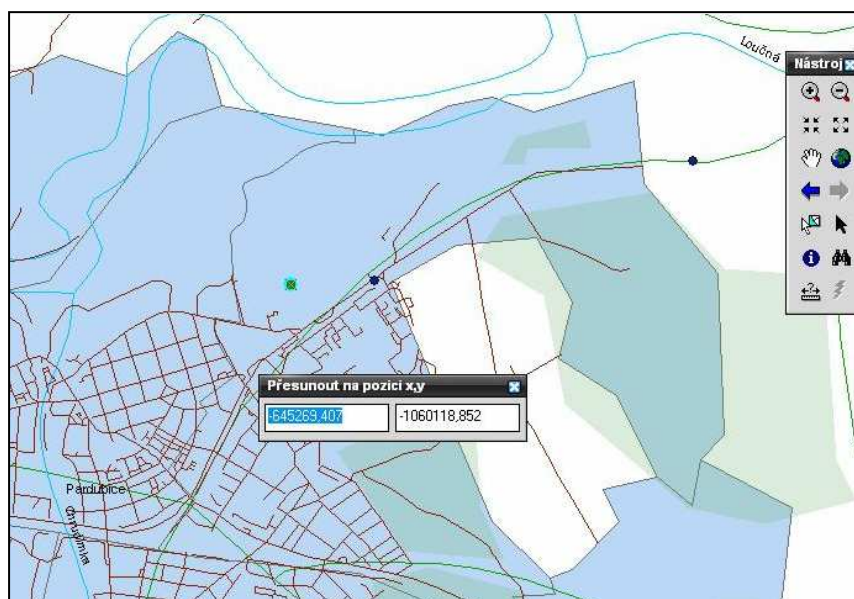 Loučná
Nástroj
Přesunout na pozici x,y
-645269,407
-1060118,852
Pardubice
Chrudimka